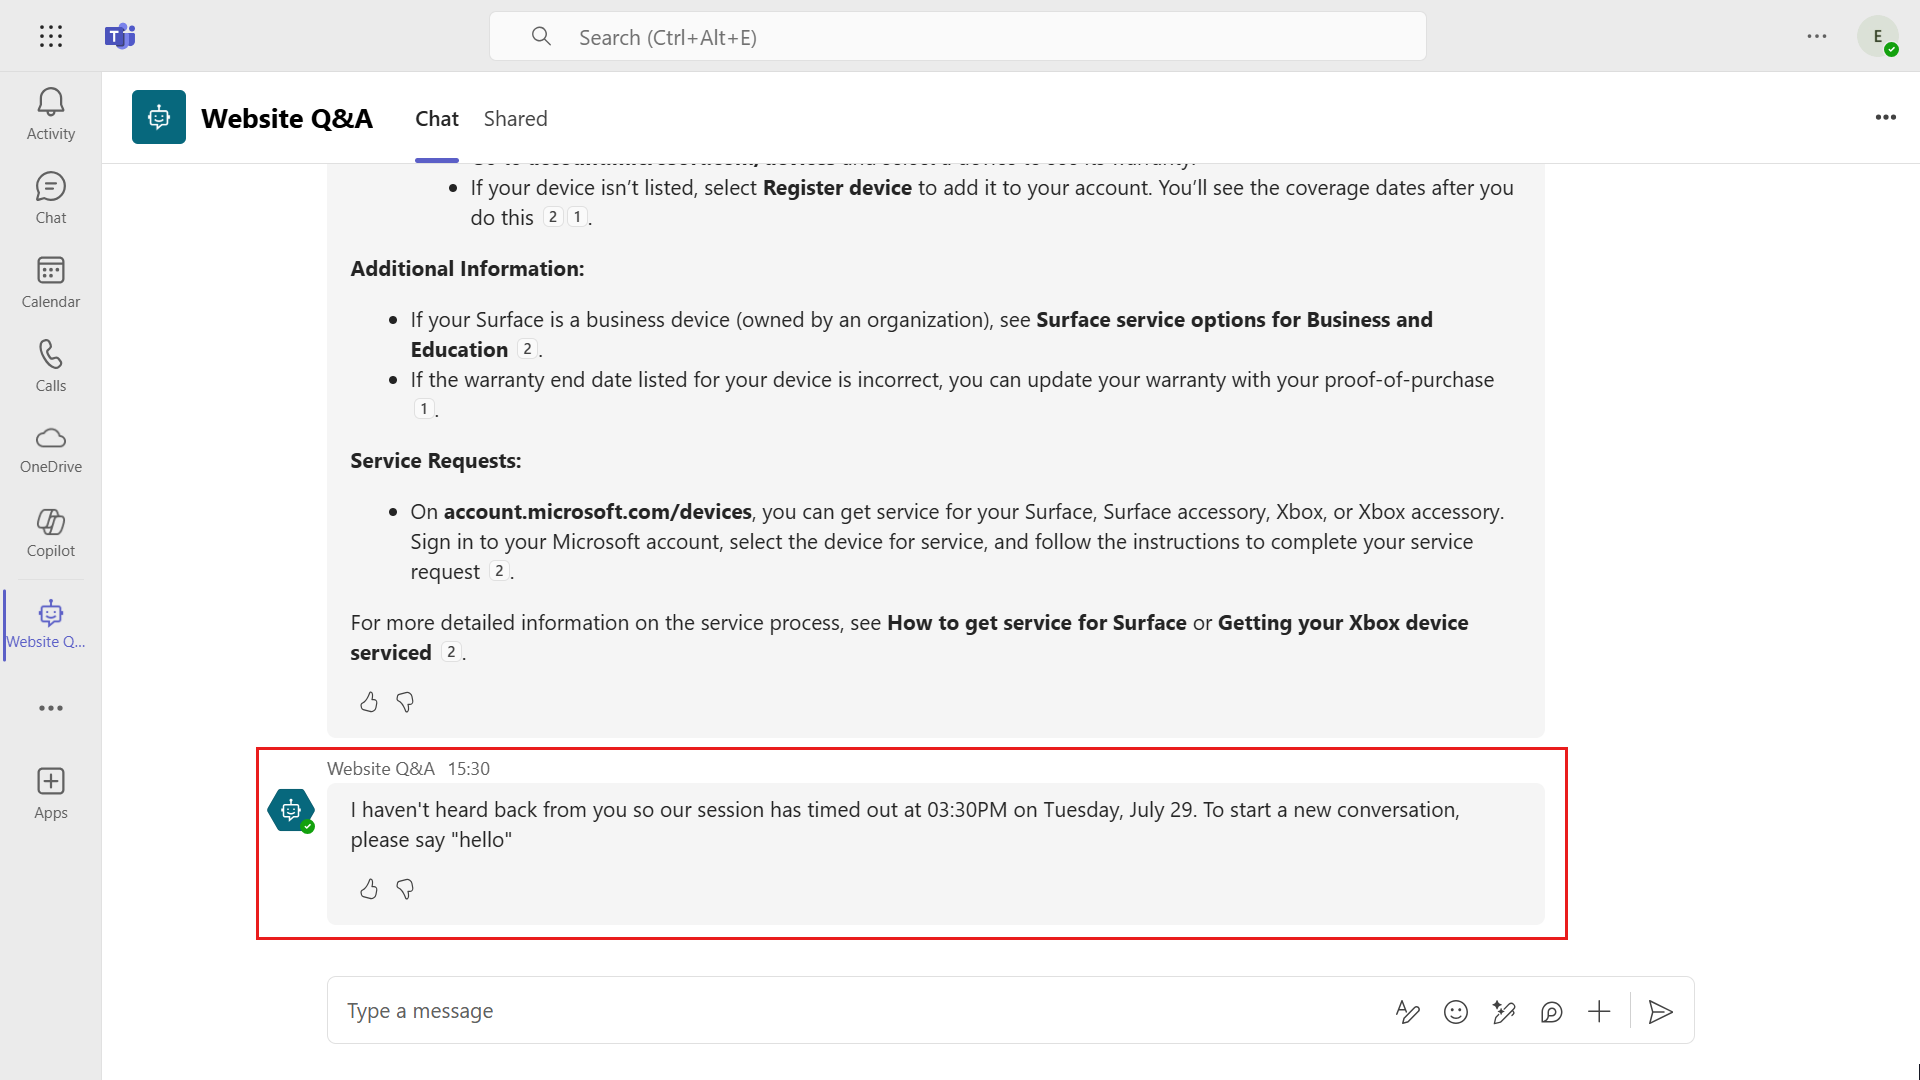 Search (Ctrl+Alt+E)
E
Activity
Chat
Calendar
Calls
OneDrive
Copilot
Website Q...
Apps
Website Q&A
Chat
Shared
• If your device isn’t listed, select Register device to add it to your account. You’ll see the coverage dates after you
do this 2 1.
Additional Information:
• If your Surface is a business device (owned by an organization), see Surface service options for Business and
Education 2.
• If the warranty end date listed for your device is incorrect, you can update your warranty with your proof-of-purchase
1.
Service Requests:
• On account.microsoft.com/devices, you can get service for your Surface, Surface accessory, Xbox, or Xbox accessory.
Sign in to your Microsoft account, select the device for service, and follow the instructions to complete your service
request 2.
For more detailed information on the service process, see How to get service for Surface or Getting your Xbox device
serviced 2.
Website Q&A 15:30
I haven't heard back from you so our session has timed out at 03:30PM on Tuesday, July 29. To start a new conversation,
please say "hello"
Type a message